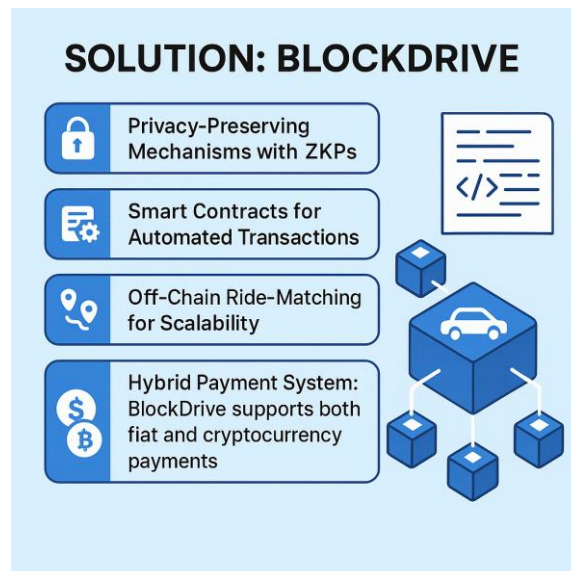 SOLUTION: BLOCKDRIVE
Privacy-Preserving
Mechanisms with ZKPs
Smart Contracts for
Automated Transactions
Off-Chain Ride-Matching
for Scalability
Hybrid Payment System:
BlockDrive supports both
fiat and cryptocurrency
payments